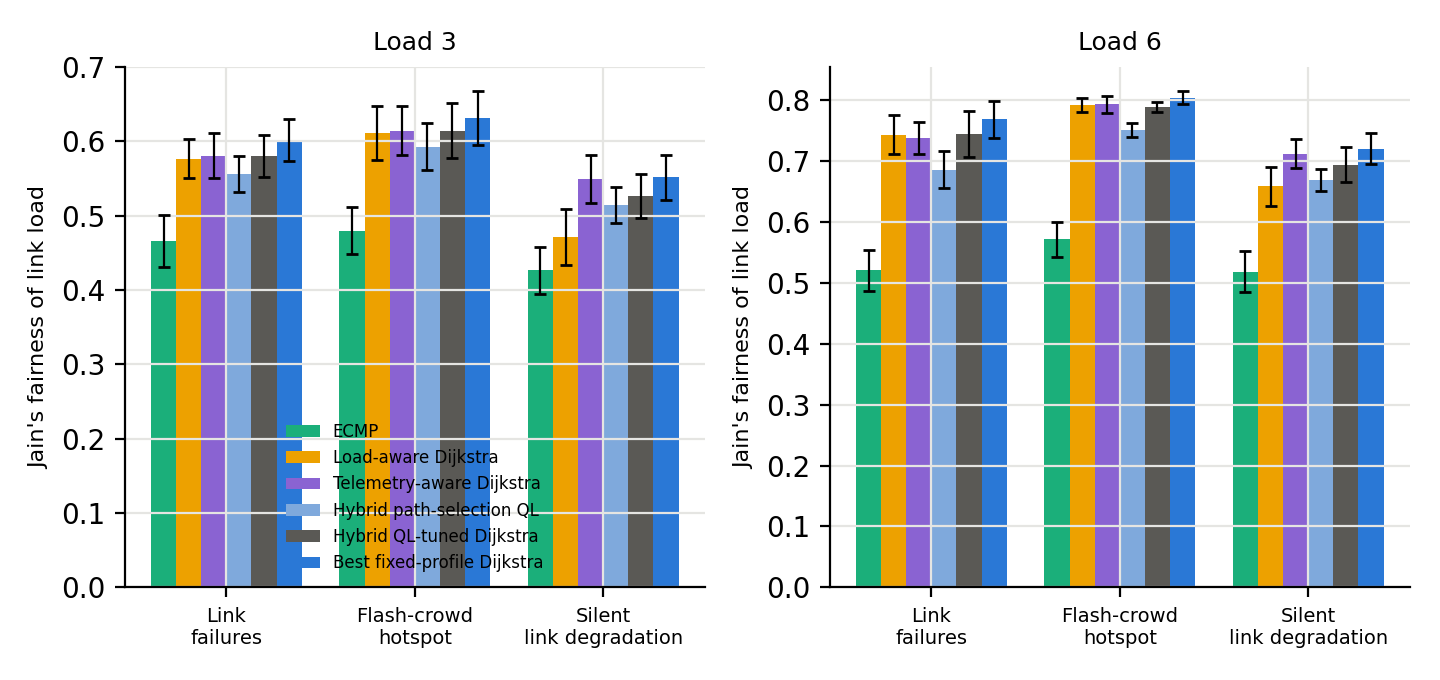 Load 3
Jain's fairness of link load
0.7
0.6
0.5
0.4
0.3
0.2
0.1
0.0
ECMP
Load-aware Dijkstra
Telemetry-aware Dijkstra
Hybrid path-selection QL
Hybrid QL-tuned Dijkstra
Best fixed-profile Dijkstra
Link
failures
Flash-crowd
hotspot
Silent
link degradation
Load 6
Jain's fairness of link load
0.8
0.7
0.6
0.5
0.4
0.3
0.2
0.1
0.0
Link
failures
Flash-crowd
hotspot
Silent
link degradation